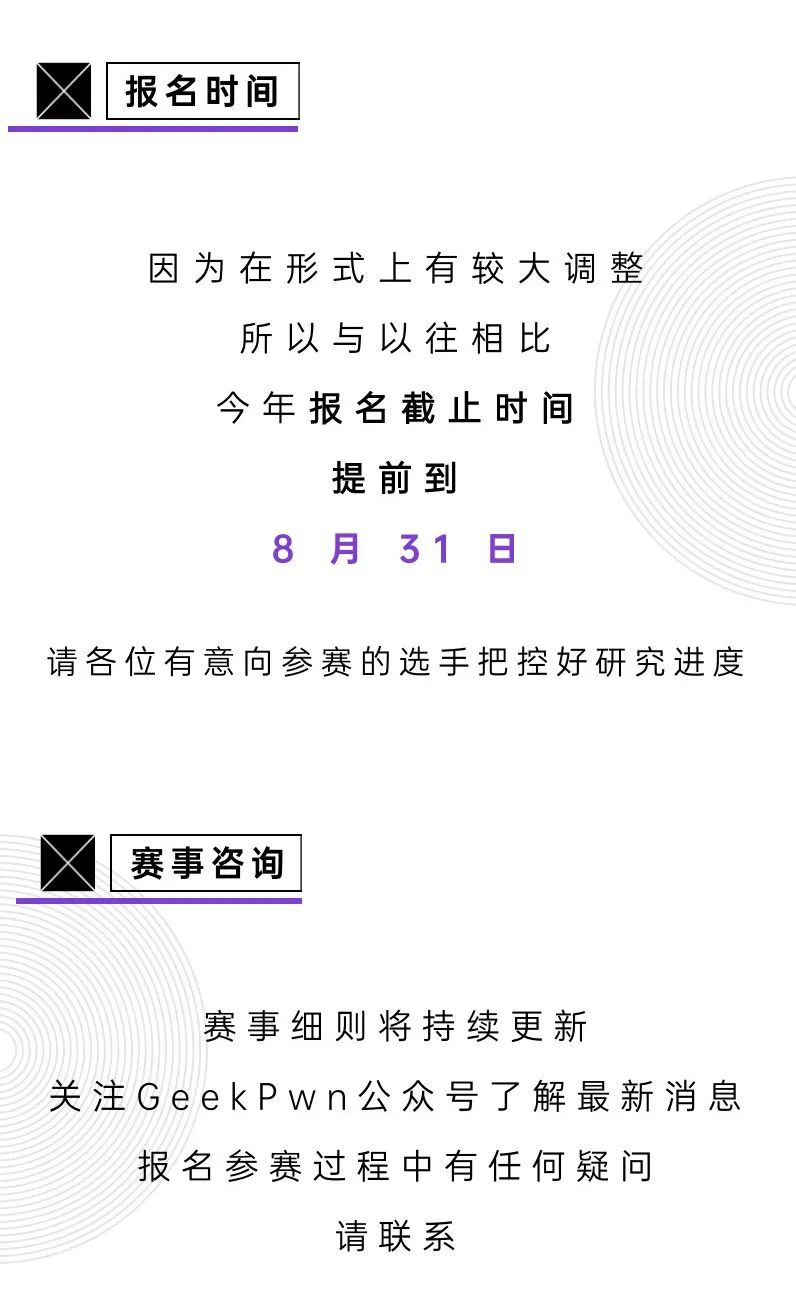 报名时间
因为在形式上有较大调整
所以与以往相比
今年报名截止时间
提前到
8 月 31 日
请各位有意向参赛的选手把控好研究进度
赛事咨询
赛事细则将持续更新
关注GeekPwn公众号了解最新消息
报名参赛过程中有任何疑问
请联系